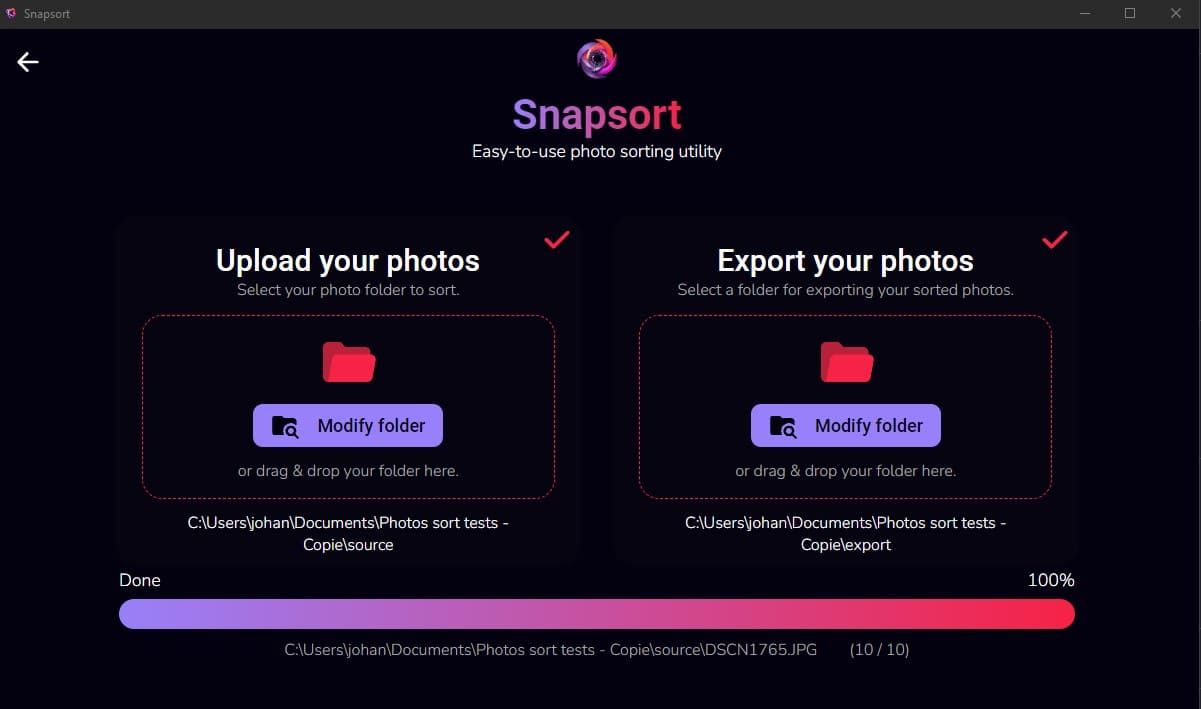 Snapsort
Snapsort
Easy-to-use photo sorting utility
Upload your photos
Select your photo folder to sort.
Modify folder
or drag & drop your folder here.
C:\Users\johan\Documents\Photos sort tests -
Copie\source
Export your photos
Select a folder for exporting your sorted photos.
Modify folder
or drag & drop your folder here.
C:\Users\johan\Documents\Photos sort tests -
Copie\export
Done 100%
C:\Users\johan\Documents\Photos sort tests - Copie\source\DSCN1765.JPG (10 / 10)